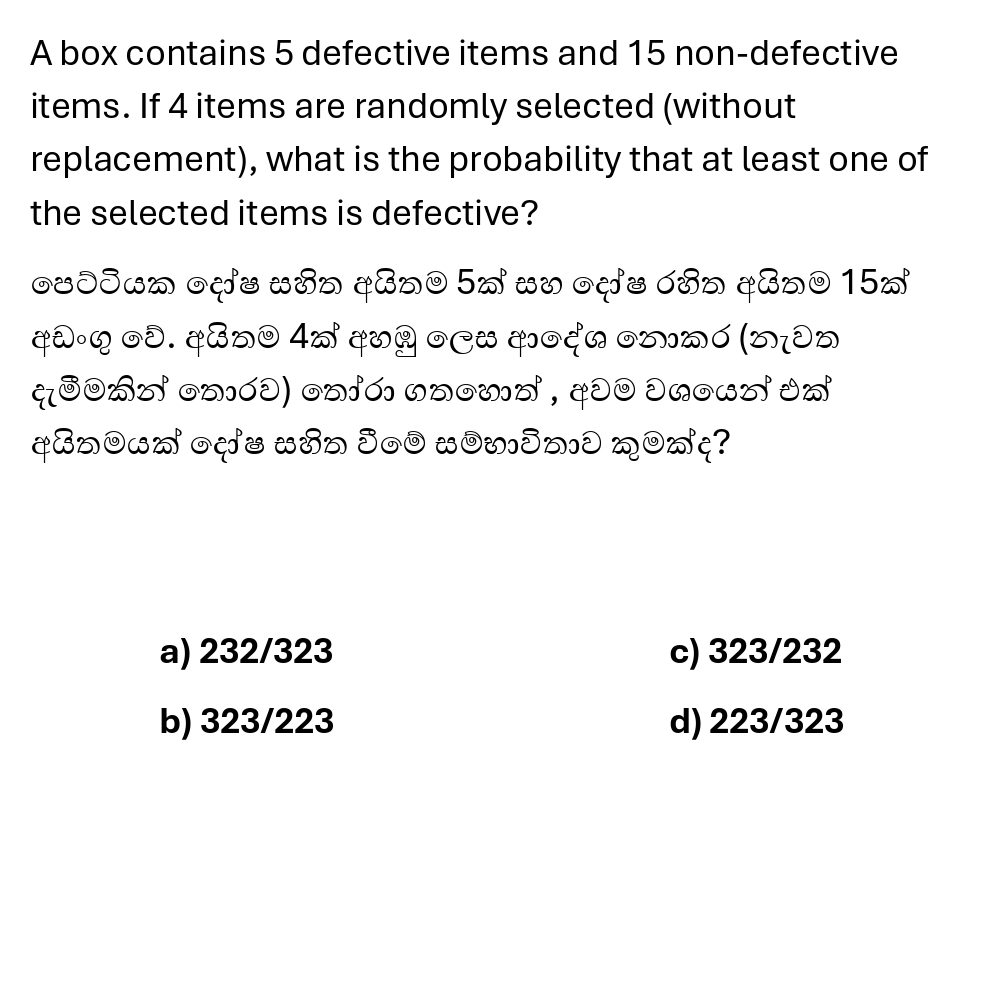 A box contains 5 defective items and 15 non-defective
items. If 4 items are randomly selected (without
replacement), what is the probability that at least one of
the selected items is defective?
පෙට්ටියක දෝෂ සහිත අයිතම 5ක් සහ දෝෂ රහිත අයිතම 15ක්
අඩංගු වේ. අයිතම 4ක් අහඹු ලෙස ආදේශ නොකර (නැවත
දැමීමකින් තොරව) තෝරා ගතහොත් , අවම වශයෙන් එක්
අයිතමයක් දෝෂ සහිත වීමේ සම්භාවිතාව කුමක්ද?
a) 232/323
c) 323/232
b) 323/223
d) 223/323